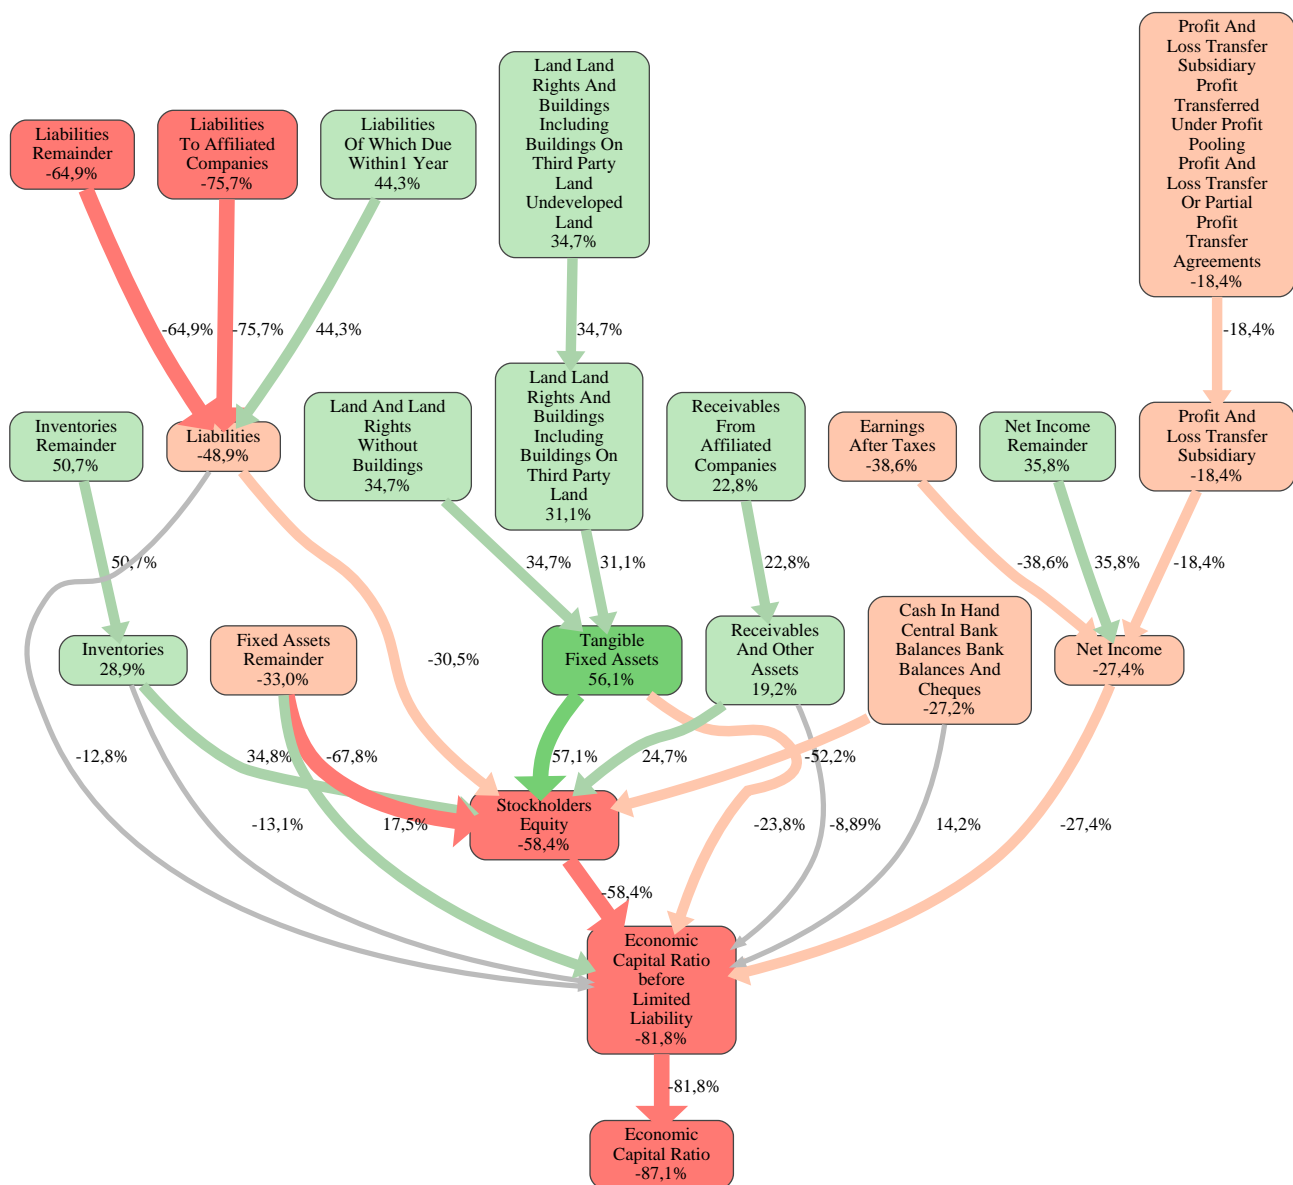 Profit And
Loss Transfer
Subsidiary
Profit
Transferred
Under Profit
Pooling
Profit And
Loss Transfer
Or Partial
Profit
Transfer
Agreements
-18,4%
Land Land
Rights And
Buildings
Including
Buildings On
Third Party
Land
Undeveloped
Land
34,7%
Liabilities
Remainder
-64,9%
Liabilities
To Affiliated
Companies
-75,7%
Liabilities
Of Which Due
Within1 Year
44,3%
-64,9%
-75,7%
44,3%
34,7%
-18,4%
Inventories
Remainder
50,7%
Liabilities
-48,9%
Land And Land
Rights
Without
Buildings
34,7%
Land Land
Rights And
Buildings
Including
Buildings On
Third Party
Land
31,1%
Receivables
From
Affiliated
Companies
22,8%
Earnings
After Taxes
-38,6%
Net Income
Remainder
35,8%
Profit And
Loss Transfer
Subsidiary
-18,4%
50,7%
34,7%
31,1%
22,8%
-38,6%
35,8%
-18,4%
Inventories
28,9%
Fixed Assets
Remainder
-33,0%
-30,5%
Tangible
Fixed Assets
56,1%
Receivables
And Other
Assets
19,2%
Cash In Hand
Central Bank
Balances Bank
Balances And
Cheques
-27,2%
Net Income
-27,4%
-12,8%
34,8%
-67,8%
57,1%
24,7%
-52,2%
-13,1%
17,5%
Stockholders
Equity
-58,4%
-23,8%
-8,89%
14,2%
-27,4%
-58,4%
Economic
Capital Ratio
before
Limited
Liability
-81,8%
-81,8%
Economic
Capital Ratio
-87,1%